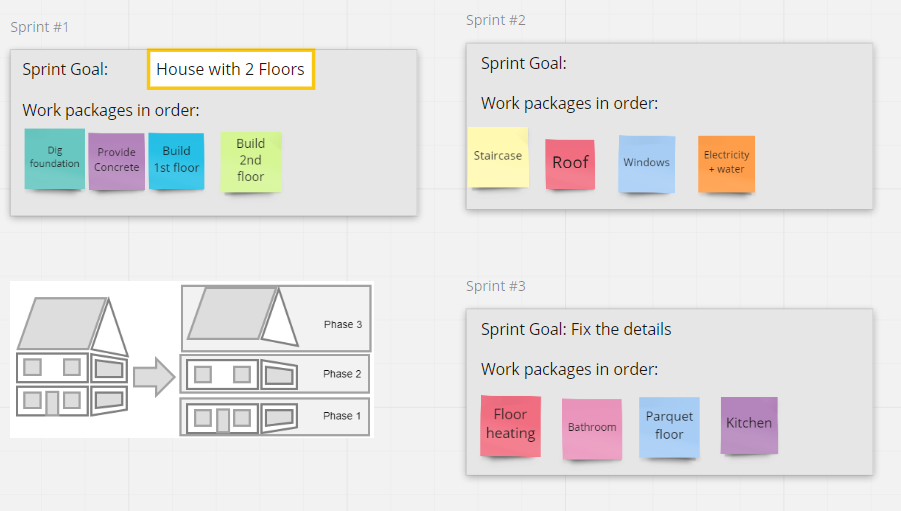 Sprint #1
Sprint Goal: House with 2 Floors
Work packages in order:
Dig
foundation
Provide
Concrete
Build
1st floor
Build
2nd
floor
Sprint #2
Sprint Goal:
Work packages in order:
Staircase
Roof
Windows
Electricity
+ water
Phase 3
Phase 2
Phase 1
Sprint #3
Sprint Goal: Fix the details
Work packages in order:
Floor
heating
Bathroom
Parquet
floor
Kitchen